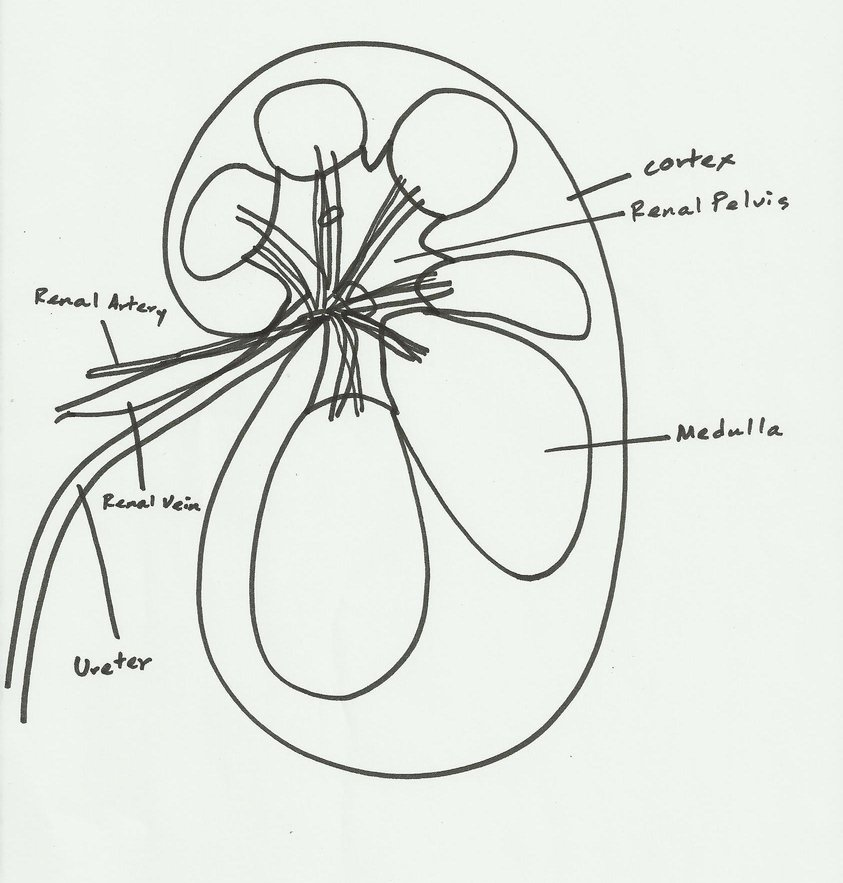 cortex
Renal Pelvis
Renal Artery
Medulla
Renal Vein
Ureter